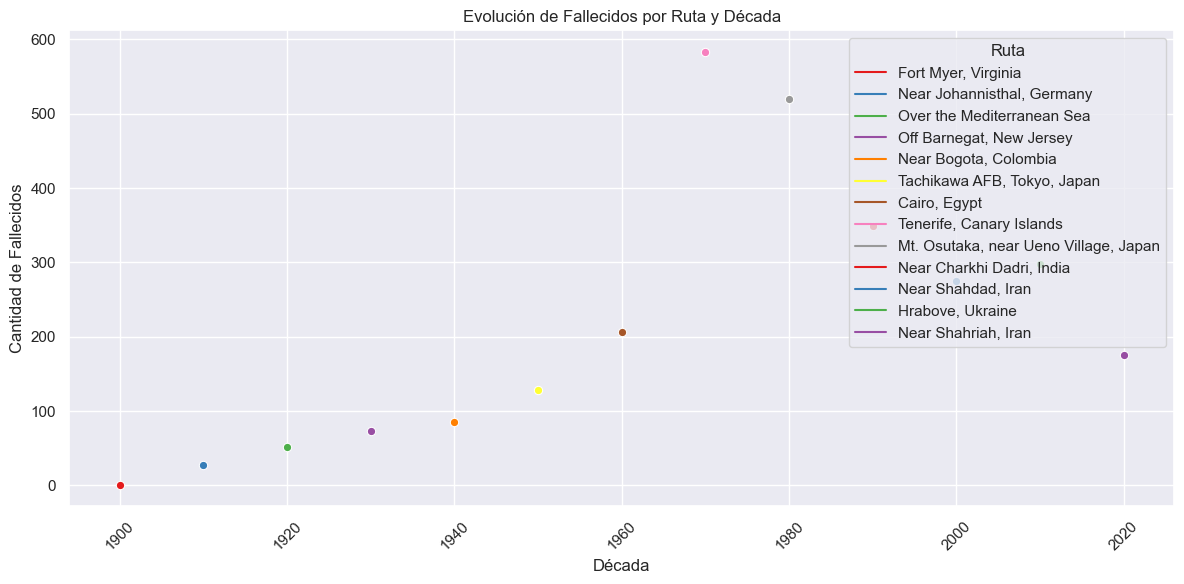 Evolución de Fallecidos por Ruta y Década
Cantidad de Fallecidos
600
500
400
300
200
100
0
Ruta
Fort Myer, Virginia
Near Johannisthal, Germany
Over the Mediterranean Sea
Off Barnegat, New Jersey
Near Bogota, Colombia
Tachikawa AFB, Tokyo, Japan
Cairo, Egypt
Tenerife, Canary Islands
Mt. Osutaka, near Ueno Village, Japan
Near Charkhi Dadri, India
Near Shahdad, Iran
Hrabove, Ukraine
Near Shahriah, Iran
1900
1920
1940
1960
1980
2000
2020
Década